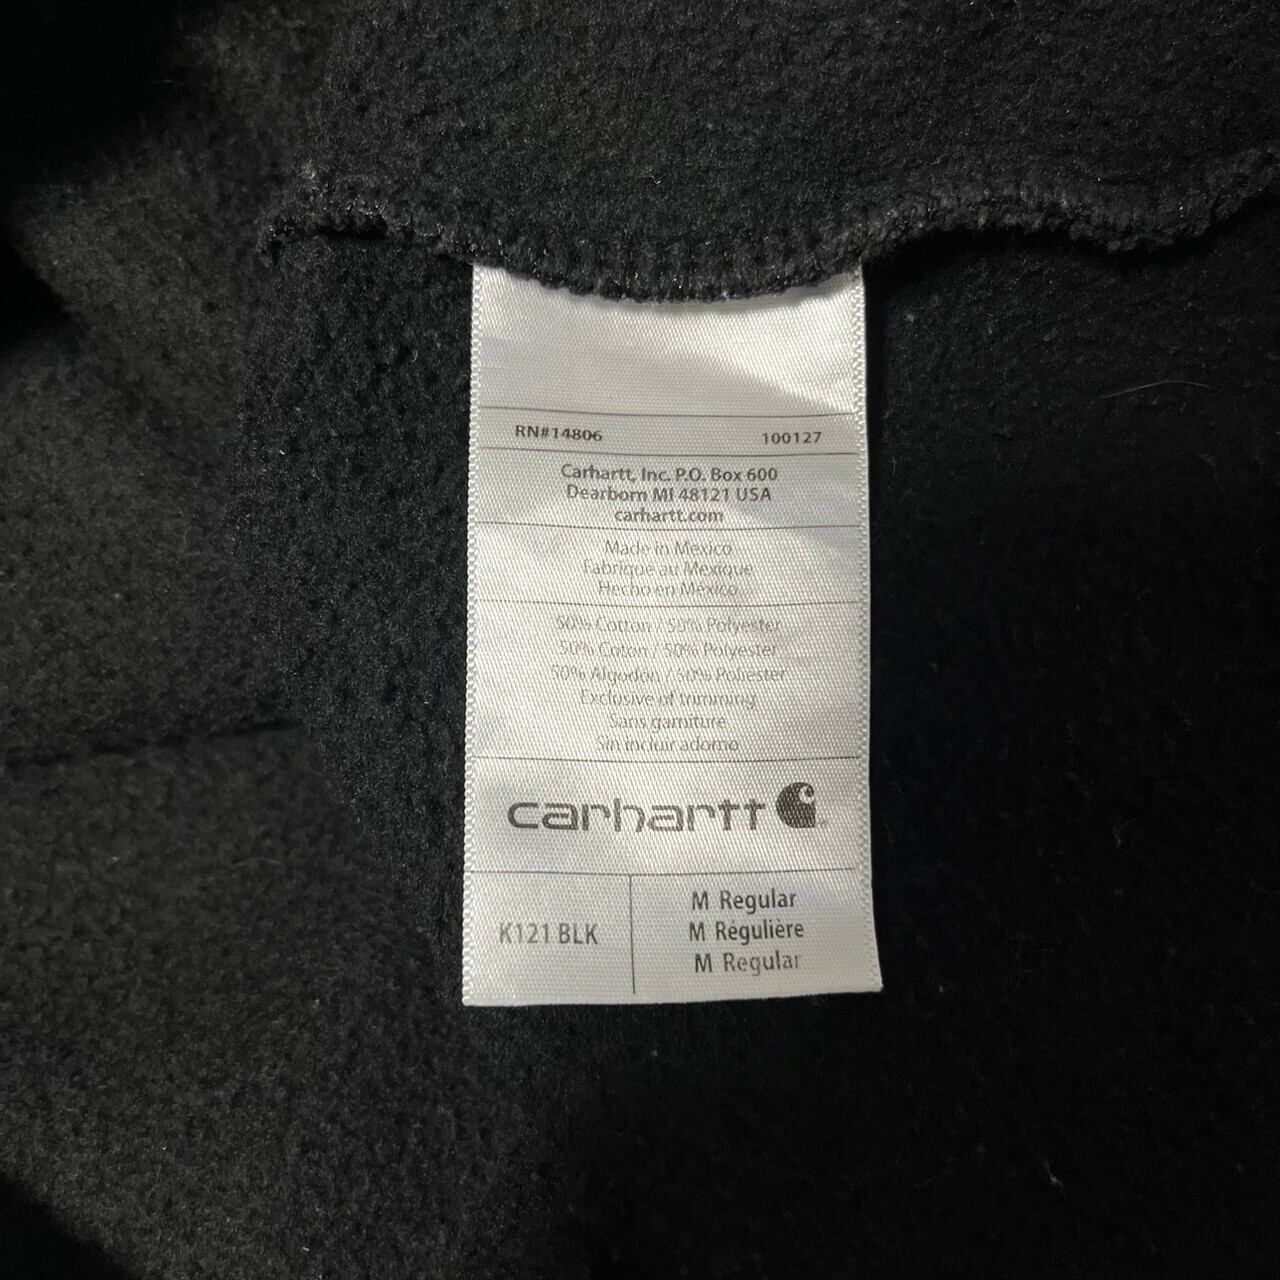 RN#14806 100127
Carhartt, Inc. P.O. Box 600
Dearborn MI 48121 USA
carhartt.com
Made in Mexico
Fabriqué au Mexique
Hecho en México
50% Cotton / 50% Polyester
50% Coton / 50% Polyester
50% Algodón / 50% Poliester
Exclusive of trimming
Sans garniture
Sin incluir adorno
carhartt
K121 BLK
M Regular
M Régulière
M Regular